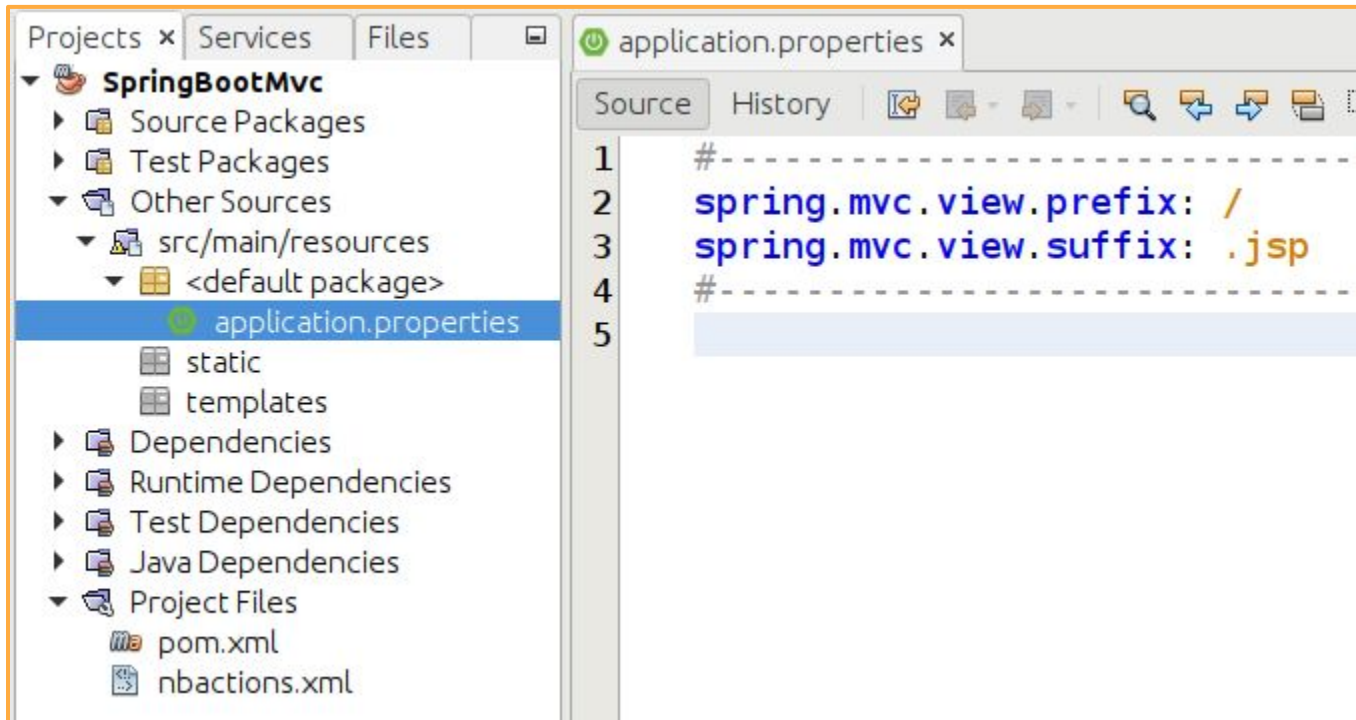 Projects × Services Files
SpringBootMvc
Source Packages
Test Packages
Other Sources
src/main/resources
<default package>
application.properties
static
templates
Dependencies
Runtime Dependencies
Test Dependencies
Java Dependencies
Project Files
pom.xml
nbactions.xml
application.properties ×
Source History
1 #------------------------------
2 spring.mvc.view.prefix: /
3 spring.mvc.view.suffix: .jsp
4 #------------------------------
5